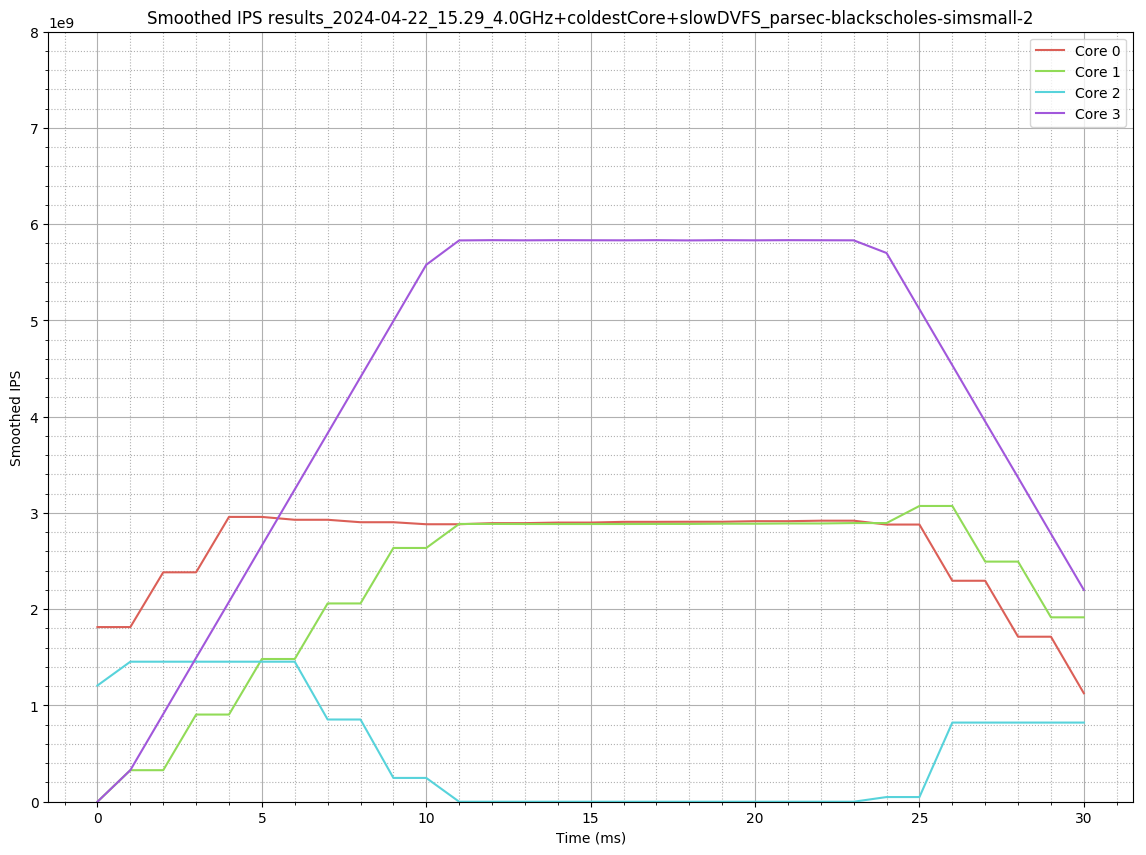 Smoothed IPS results_2024-04-22_15.29_4.0GHz+coldestCore+slowDVFS_parsec-blackscholes-simsmall-2
1e9
Core 0
Core 1
Core 2
Core 3
8
7
6
5
4
3
2
1
0
Smoothed IPS
0 5 10 15 20 25 30
Time (ms)